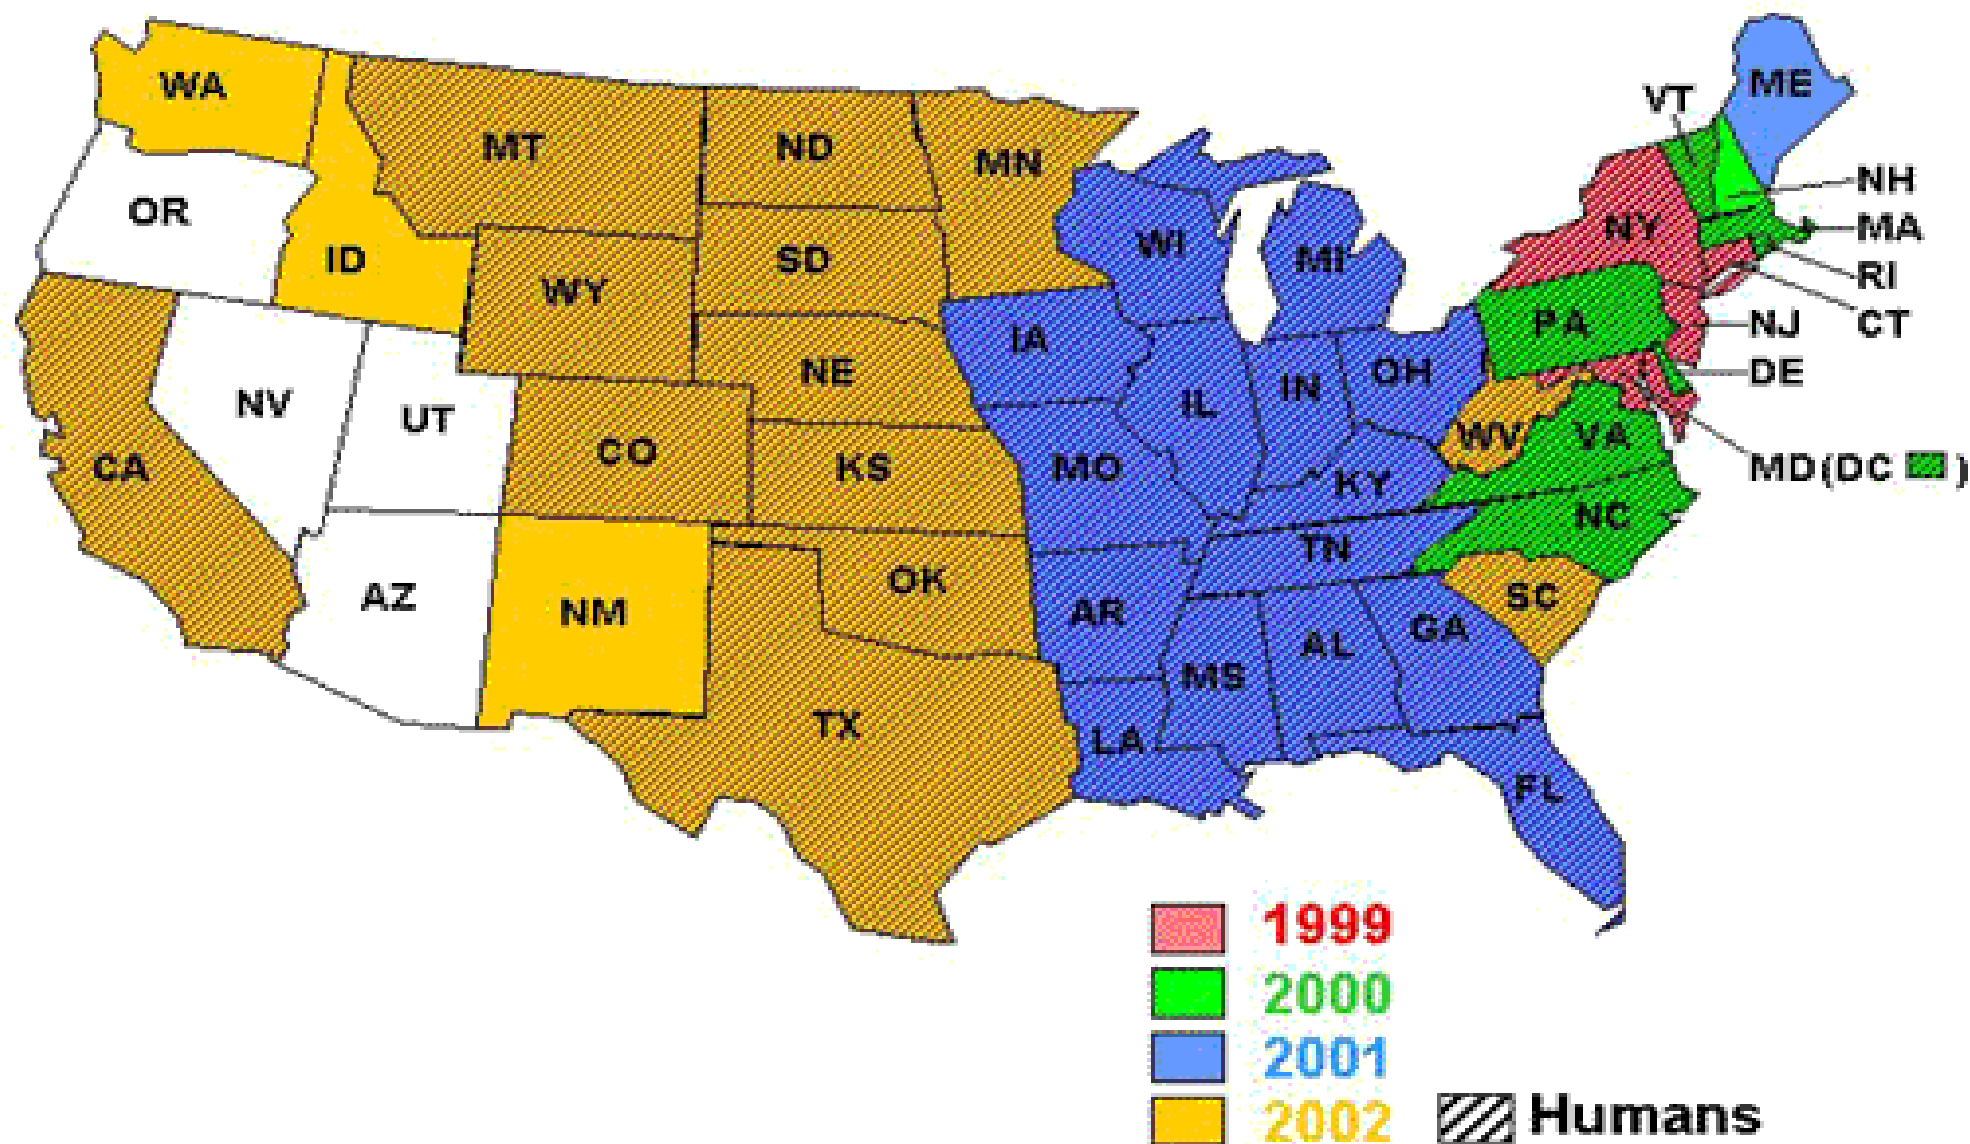 WA
MT
ND
MN
OR
ID
WY
SD
WI
MI
VT
ME
NH
NY
MA
RI
CT
NJ
PA
DE
IA
NE
NV
UT
CO
KS
CA
IL
IN
OH
WV
VA
MD (DC )
MO
KY
NC
TN
AZ
NM
OK
AR
SC
GA
AL
MS
TX
LA
FL
1999
2000
2001
2002
Humans